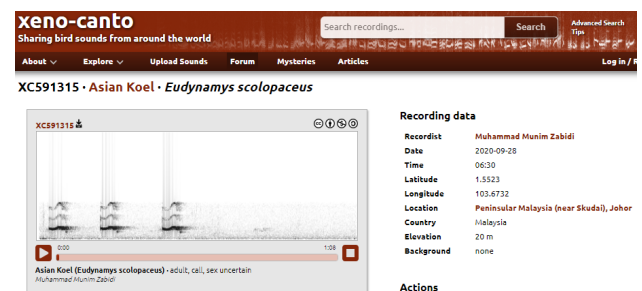 xeno-canto
Sharing bird sounds from around the world
Search recordings...
Search
Advanced Search
Tips
About
Explore
Upload Sounds
Forum
Mysteries
Articles
Log in / R
XC591315 · Asian Koel · Eudynamys scolopaceus
XC591315
0:00
1:08
Asian Koel (Eudynamys scolopaceus) · adult, call, sex uncertain
Muhammad Munim Zabidi
Recording data
Recordist Muhammad Munim Zabidi
Date 2020-09-28
Time 06:30
Latitude 1.5523
Longitude 103.6732
Location Peninsular Malaysia (near Skudai), Johor
Country Malaysia
Elevation 20 m
Background none
Actions